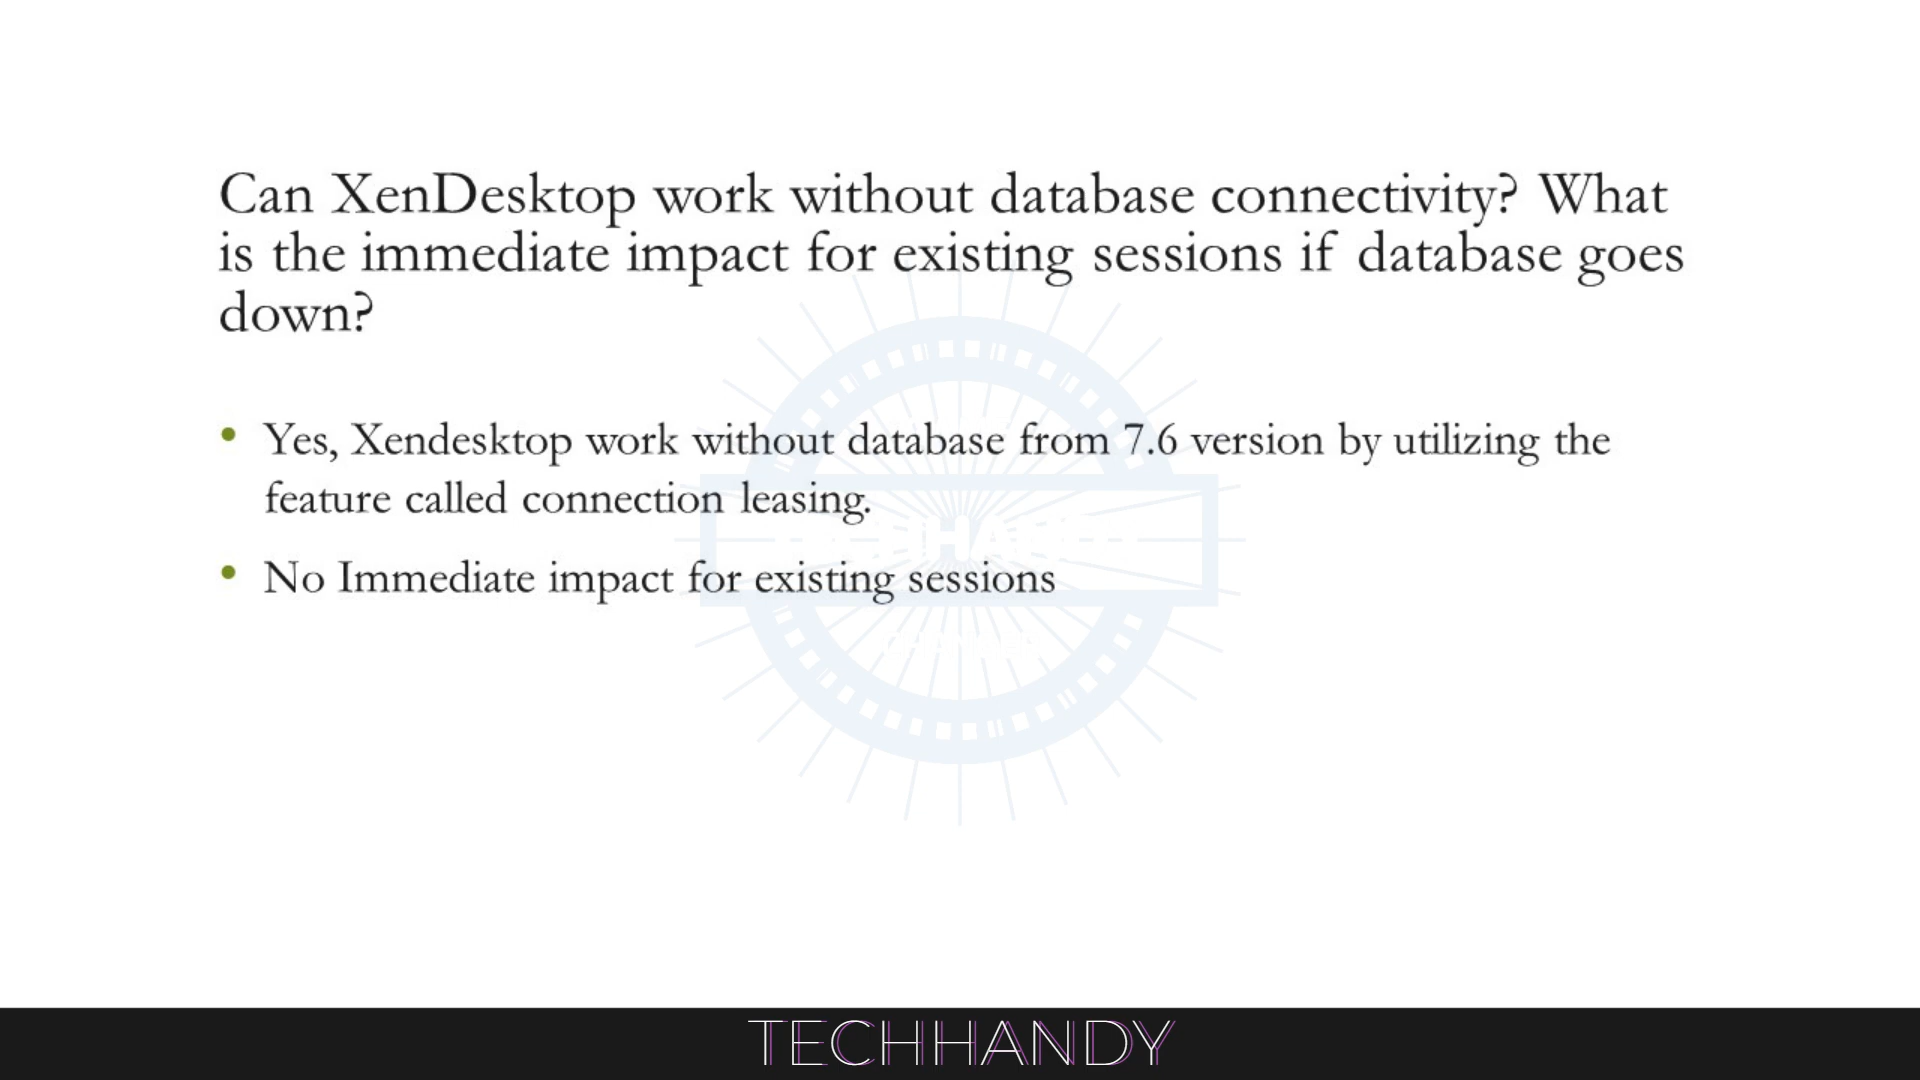 Can XenDesktop work without database connectivity? What
is the immediate impact for existing sessions if database goes
down?
• Yes, Xendesktop work without database from 7.6 version by utilizing the
feature called connection leasing.
• No Immediate impact for existing sessions
TECHHANDY